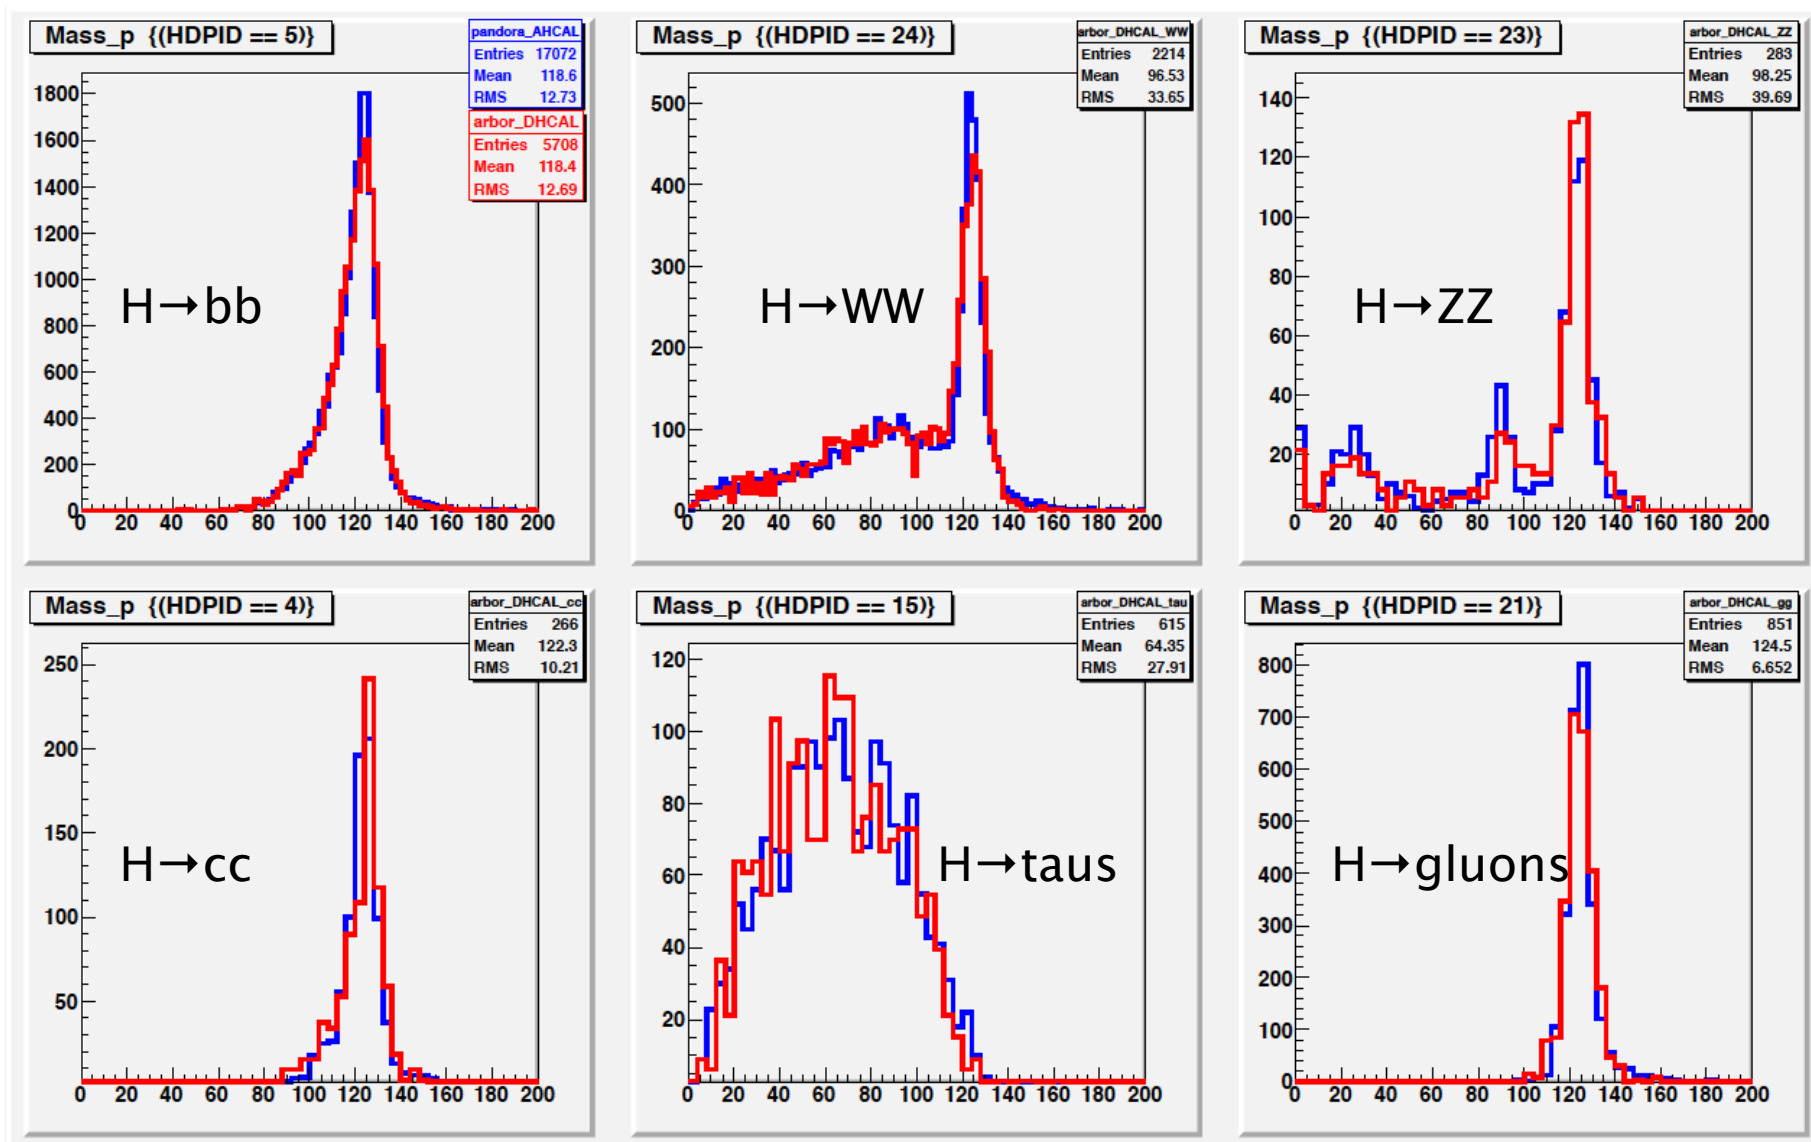 Mass_p {(HDPID == 5)}
pandora_AHCAL
Entries 17072
Mean 118.6
RMS 12.73
arbor_DHCAL
Entries 5708
Mean 118.4
RMS 12.69
1800
1600
1400
1200
1000
800
600
400
200
0
0 20 40 60 80 100 120 140 160 180 200
H→bb
Mass_p {(HDPID == 24)}
arbor_DHCAL_WW
Entries 2214
Mean 96.53
RMS 33.65
500
400
300
200
100
0
0 20 40 60 80 100 120 140 160 180 200
H→WW
Mass_p {(HDPID == 23)}
arbor_DHCAL_ZZ
Entries 283
Mean 98.25
RMS 39.69
140
120
100
80
60
40
20
0 20 40 60 80 100 120 140 160 180 200
H→ZZ
Mass_p {(HDPID == 4)}
arbor_DHCAL_cc
Entries 266
Mean 122.3
RMS 10.21
250
200
150
100
50
0 20 40 60 80 100 120 140 160 180 200
H→cc
Mass_p {(HDPID == 15)}
arbor_DHCAL_tau
Entries 615
Mean 64.35
RMS 27.91
120
100
80
60
40
20
0 20 40 60 80 100 120 140 160 180 200
H→taus
Mass_p {(HDPID == 21)}
arbor_DHCAL_gg
Entries 851
Mean 124.5
RMS 6.652
800
700
600
500
400
300
200
100
0
0 20 40 60 80 100 120 140 160 180 200
H→gluons